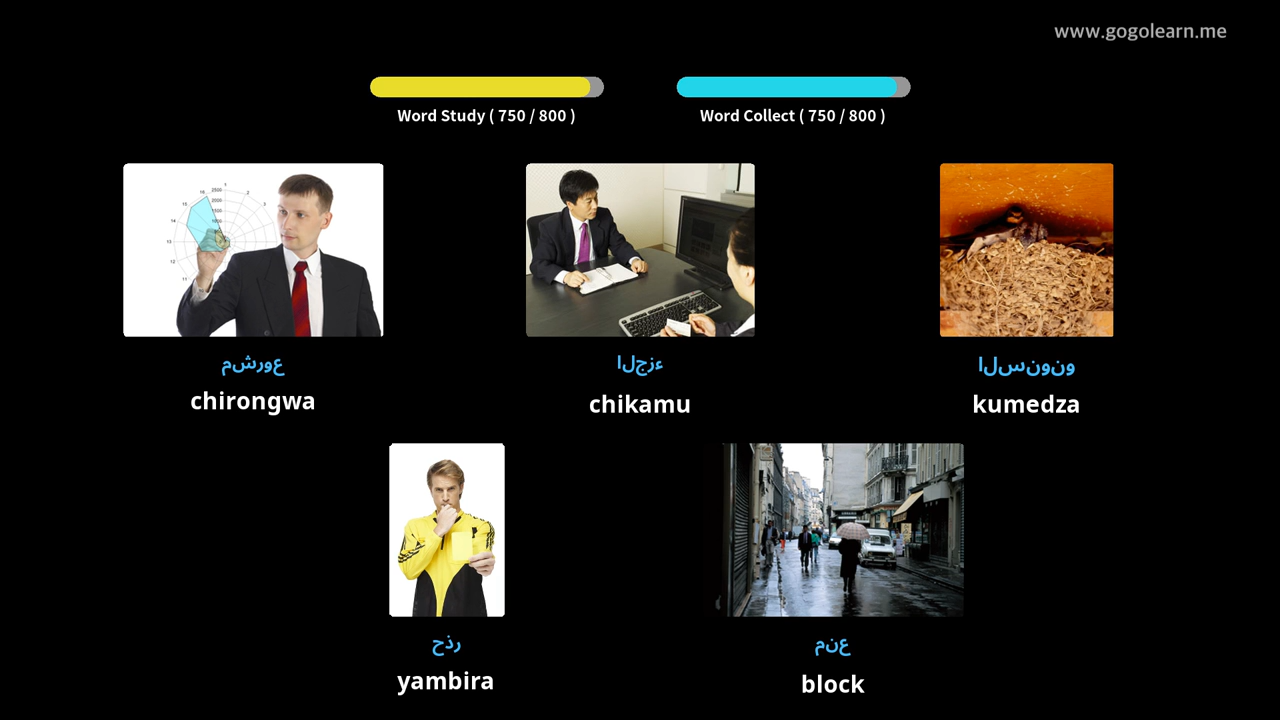 www.gogolearn.me
Word Study ( 750 / 800 )
Word Collect ( 750 / 800 )
مشروع
الجزء
السنونو
chirongwa
chikamu
kumedza
حذر
منع
yambira
block